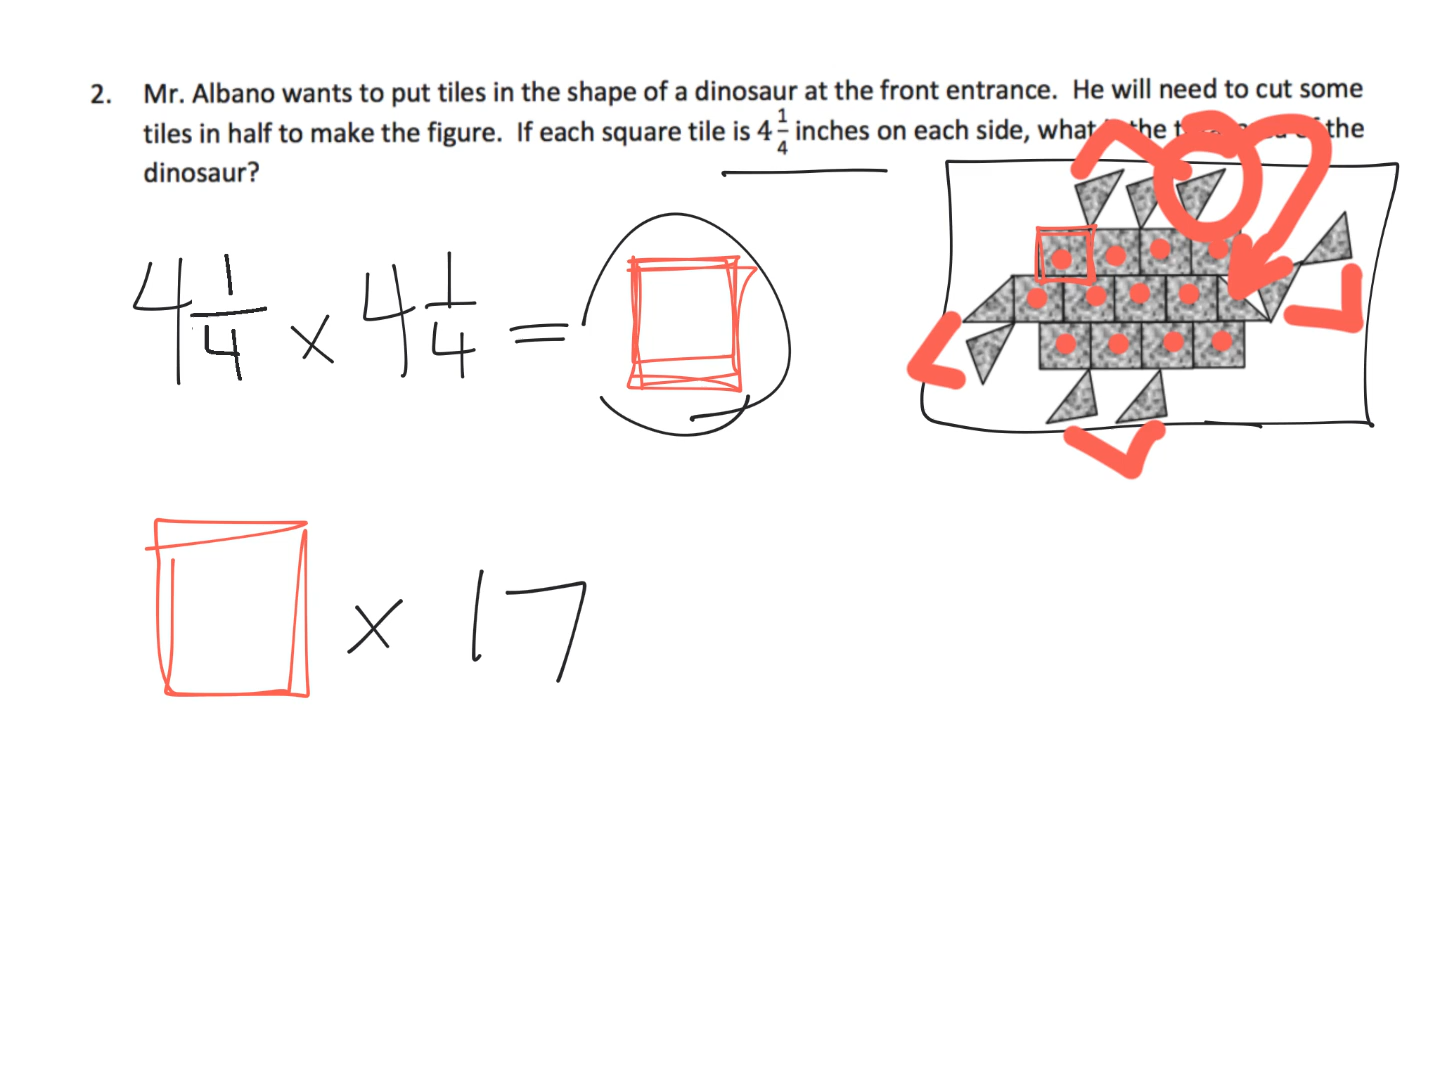 2. Mr. Albano wants to put tiles in the shape of a dinosaur at the front entrance. He will need to cut some
tiles in half to make the figure. If each square tile is 4 1/4 inches on each side, what the the
dinosaur?
4 1/4 × 4 1/4 =
× 17